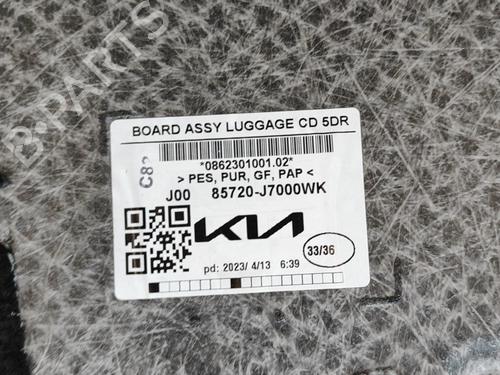 B-PARTS
BOARD ASSY LUGGAGE CD 5DR
*0862301001.02*
> PES, PUR, GF, PAP <
J00 85720-J7000WK
KIA
33/36
pd: 2023/ 4/13 6:39